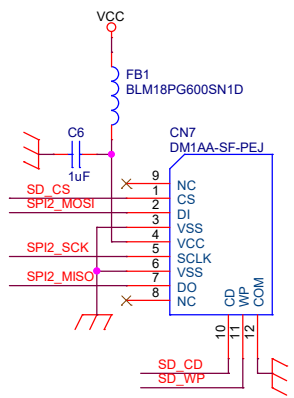 VCC
FB1
BLM18PG600SN1D
C6
1uF
CN7
DM1AA-SF-PEJ
9 NC
SD_CS 1 CS
SPI2_MOSI 2 DI
3 VSS
4 VCC
SPI2_SCK 5 SCLK
6 VSS
SPI2_MISO 7 DO
8 NC
CD WP COM
10 11 12
SD_CD
SD_WP